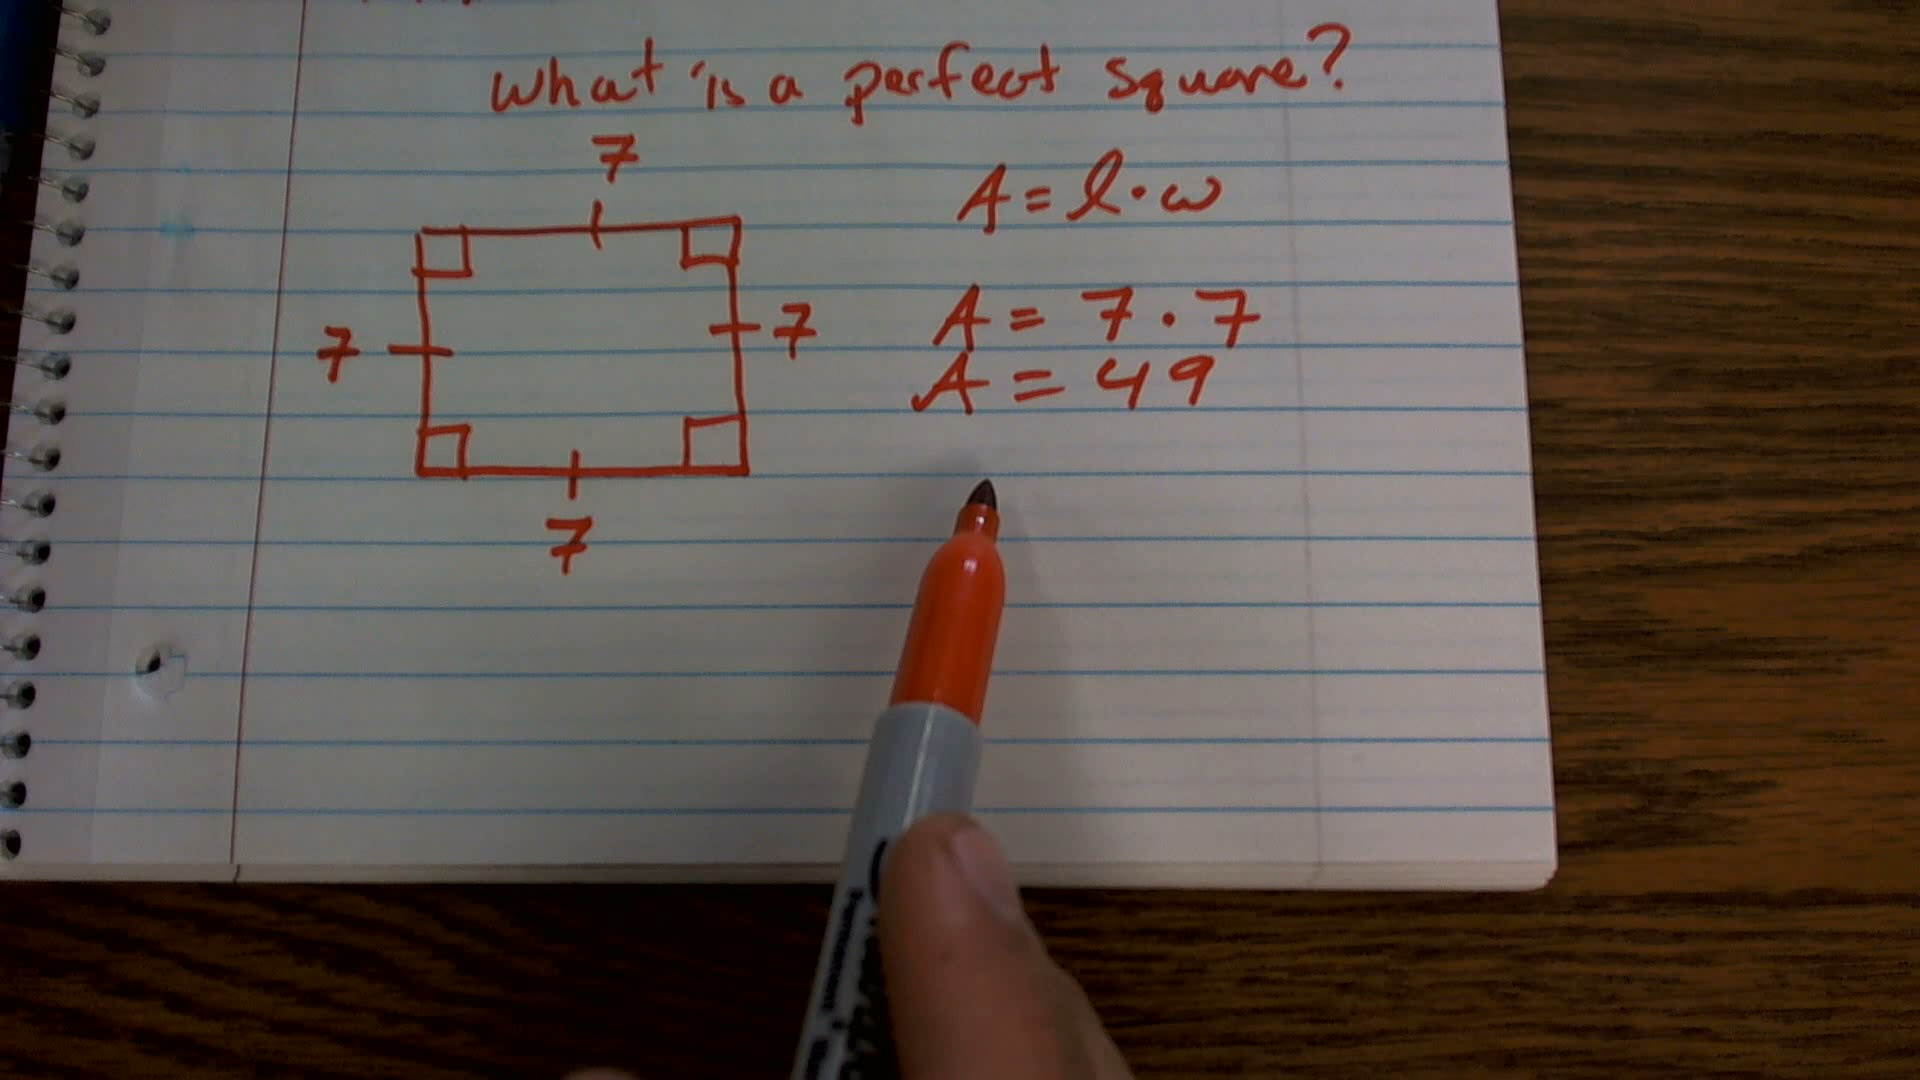 What is a perfect square?
7
A = l · w
7
7
A = 7 · 7
A = 49
7